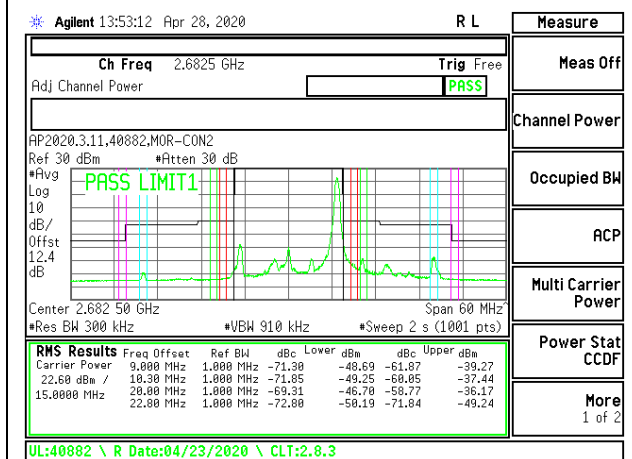 Agilent 13:53:12 Apr 28, 2020 R L
Measure
Ch Freq 2.6825 GHz Trig Free
Meas Off
Adj Channel Power PASS
Channel Power
AP2020.3.11,40882,MOR-CON2
Ref 30 dBm #Atten 30 dB
#Avg
Log
10
dB/
Offst
12.4
dB
PASS LIMIT1
Occupied BW
ACP
Multi Carrier
Power
Center 2.682 50 GHz Span 60 MHz^
#Res BW 300 kHz #VBW 910 kHz #Sweep 2 s (1001 pts)
Power Stat
CCDF
RMS Results Freq Offset Ref BW dBc Lower dBm dBc Upper dBm
Carrier Power 9.000 MHz 1.000 MHz -71.30 -48.69 -61.87 -39.27
22.60 dBm / 10.30 MHz 1.000 MHz -71.85 -49.25 -60.05 -37.44
15.0000 MHz 20.00 MHz 1.000 MHz -69.31 -46.70 -58.77 -36.17
22.80 MHz 1.000 MHz -72.80 -50.19 -71.84 -49.24
More
1 of 2
UL:40882 \ R Date:04/23/2020 \ CLT:2.8.3